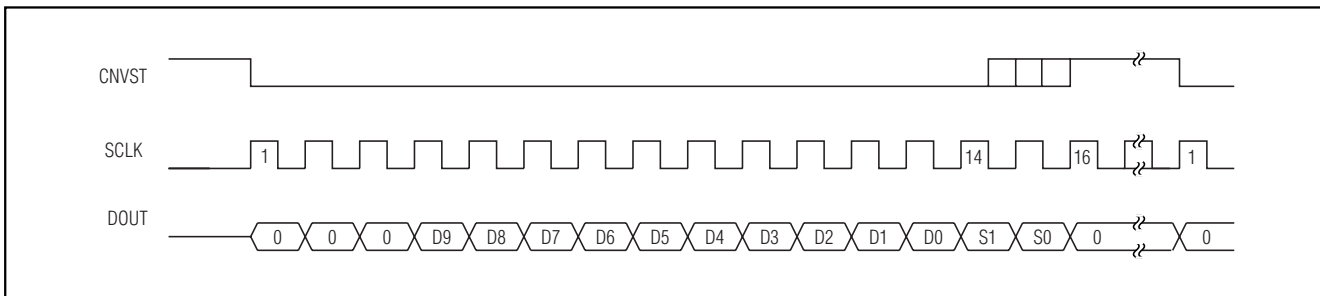 CNVST
SCLK 1 14 16 1
DOUT 0 0 0 D9 D8 D7 D6 D5 D4 D3 D2 D1 D0 S1 S0 0 0